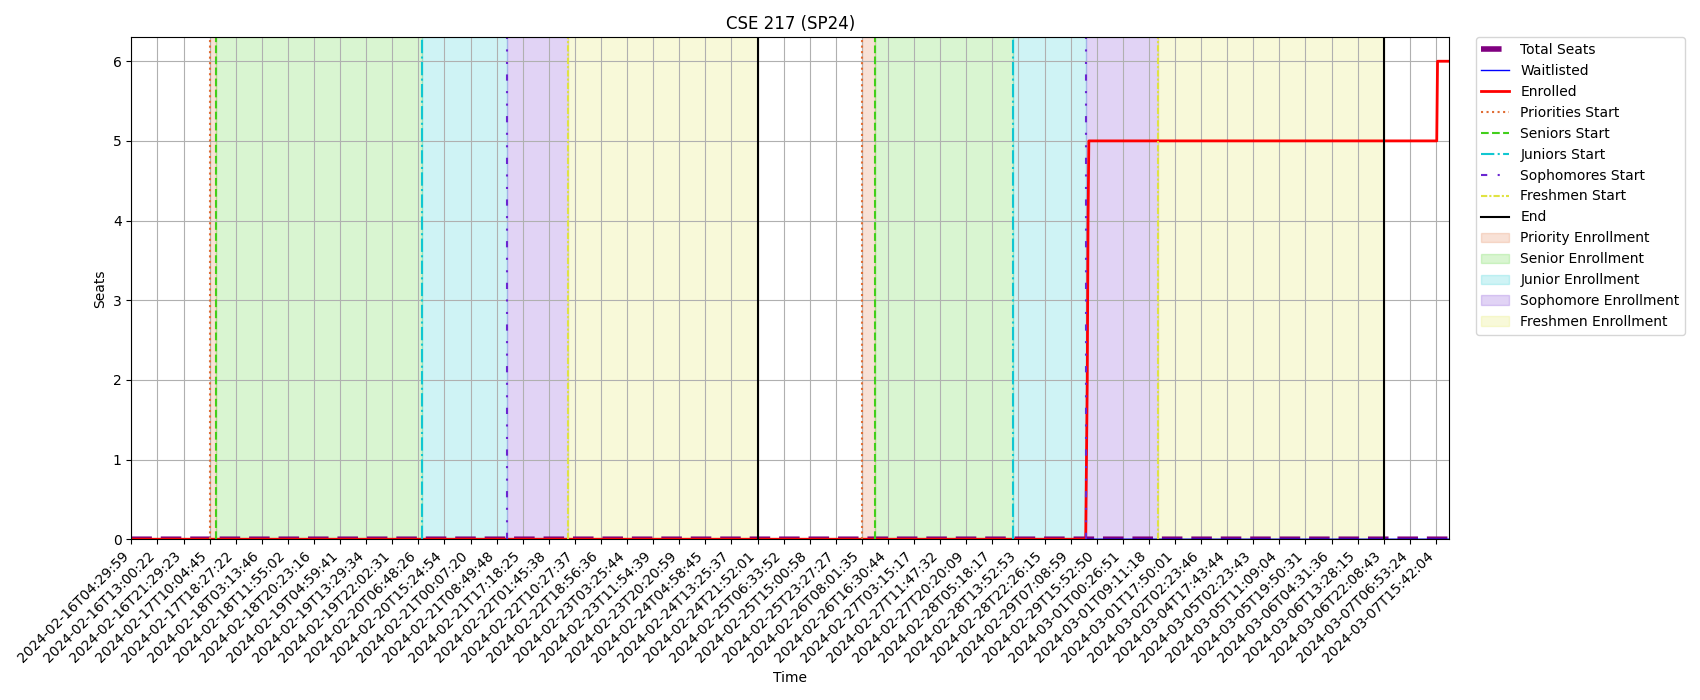 CSE 217 (SP24)
6
5
4
3
2
1
0
Seats
2024-02-16T04:29:59
2024-02-16T13:00:22
2024-02-16T21:29:23
2024-02-17T10:04:45
2024-02-17T18:27:22
2024-02-18T03:13:46
2024-02-18T11:55:02
2024-02-18T20:23:16
2024-02-19T04:59:41
2024-02-19T13:29:34
2024-02-19T22:02:31
2024-02-20T06:48:26
2024-02-20T15:24:54
2024-02-21T00:07:20
2024-02-21T08:49:48
2024-02-21T17:18:25
2024-02-22T01:45:38
2024-02-22T10:27:37
2024-02-22T18:56:36
2024-02-23T03:25:44
2024-02-23T11:54:39
2024-02-23T20:20:59
2024-02-24T04:58:45
2024-02-24T13:25:37
2024-02-24T21:52:01
2024-02-25T06:33:52
2024-02-25T15:00:58
2024-02-25T23:27:27
2024-02-26T08:01:35
2024-02-26T16:30:44
2024-02-27T03:15:17
2024-02-27T11:47:32
2024-02-27T20:20:09
2024-02-28T05:18:17
2024-02-28T13:52:53
2024-02-28T22:26:15
2024-02-29T07:08:59
2024-02-29T15:52:50
2024-03-01T00:26:51
2024-03-01T09:11:18
2024-03-01T17:50:01
2024-03-02T02:23:46
2024-03-04T17:43:44
2024-03-05T02:23:43
2024-03-05T11:09:04
2024-03-05T19:50:31
2024-03-06T04:31:36
2024-03-06T13:28:15
2024-03-06T22:08:43
2024-03-07T06:53:24
2024-03-07T15:42:04
Time
Total Seats
Waitlisted
Enrolled
Priorities Start
Seniors Start
Juniors Start
Sophomores Start
Freshmen Start
End
Priority Enrollment
Senior Enrollment
Junior Enrollment
Sophomore Enrollment
Freshmen Enrollment